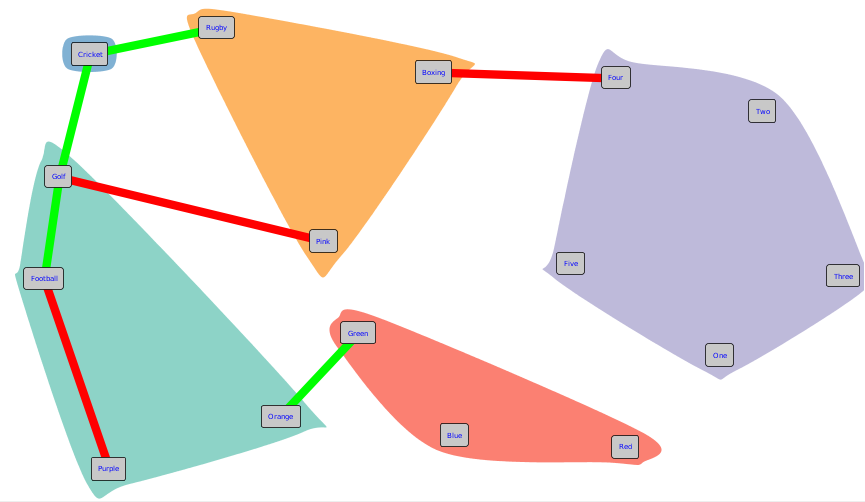 Rugby
Cricket
Boxing
Four
Two
Golf
Pink
Five
Three
Football
Green
One
Orange
Blue
Red
Purple